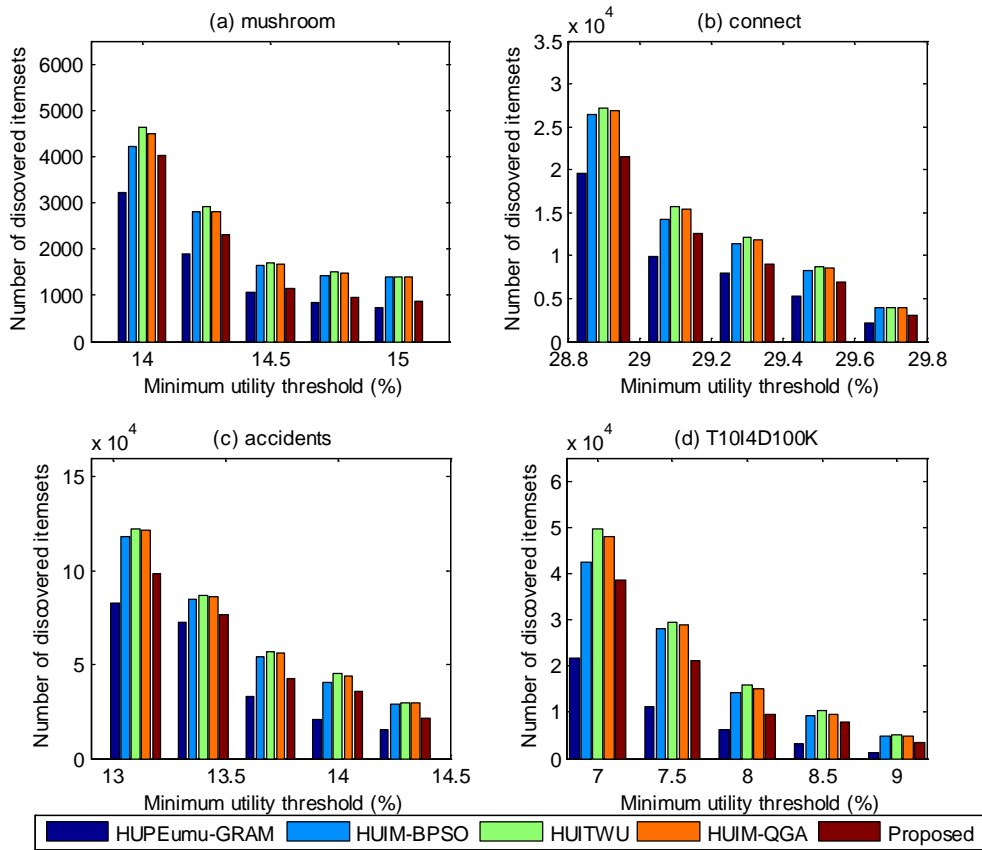 (a) mushroom
Number of discovered itemsets
6000
5000
4000
3000
2000
1000
0
14
14.5
15
Minimum utility threshold (%)
(b) connect
x 10^4
Number of discovered itemsets
3.5
3
2.5
2
1.5
1
0.5
0
28.8
29
29.2
29.4
29.6
29.8
Minimum utility threshold (%)
(c) accidents
x 10^4
Number of discovered itemsets
15
10
5
0
13
13.5
14
14.5
Minimum utility threshold (%)
(d) T10I4D100K
x 10^4
Number of discovered itemsets
6
5
4
3
2
1
0
7
7.5
8
8.5
9
Minimum utility threshold (%)
HUPEumu-GRAM
HUIM-BPSO
HUITWU
HUIM-QGA
Proposed